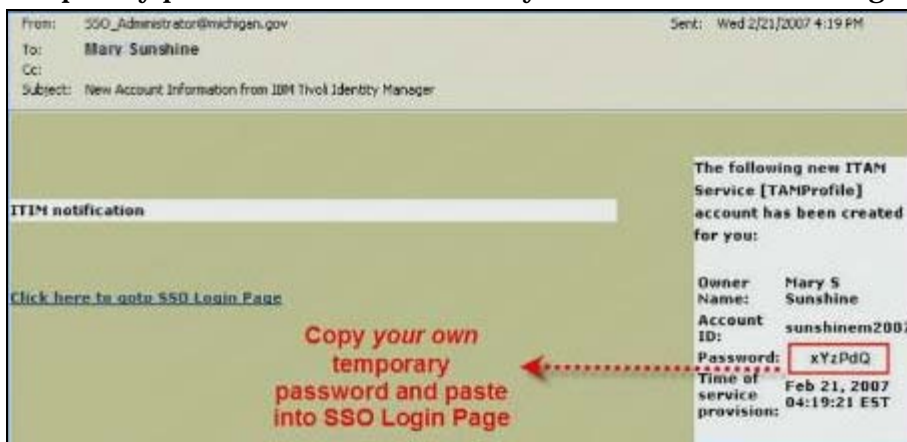 From: SSO_Administrator@michigan.gov Sent: Wed 2/21/2007 4:19 PM
To: Mary Sunshine
Cc:
Subject: New Account Information from IBM Tivoli Identity Manager
The following new ITAM
Service [TAMProfile]
account has been created
for you:
ITIM notification
Click here to goto SSO Login Page
Owner Name: Mary S Sunshine
Account ID: sunshinem2007
Password: xYzPdQ
Time of service provision: Feb 21, 2007 04:19:21 EST
Copy your own
temporary
password and paste
into SSO Login Page